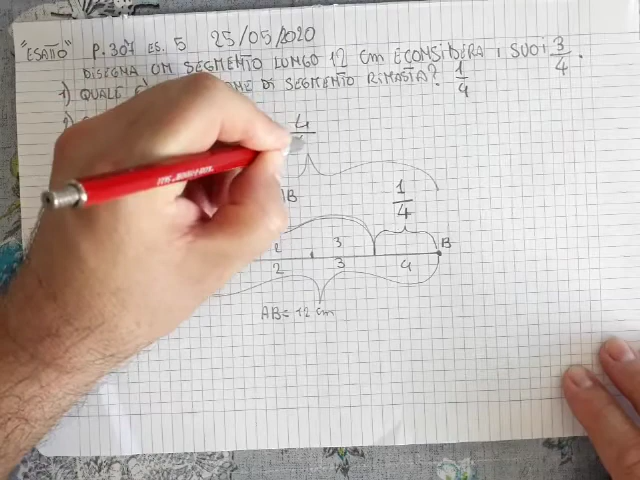 "ESATTO" P. 307 ES. 5 25/05/2020
DISEGNA UN SEGMENTO LUNGO 12 cm E CONSIDERA I SUOI 3/4.
1) QUALE DI SEGMENTO RIMASTA? 1/4
4
B
1/4
2 3 B
2 3 4
AB = 12 cm